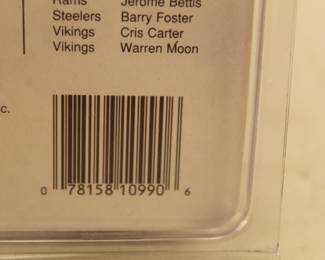 Rams Jerome Bettis
Steelers Barry Foster
Vikings Cris Carter
Vikings Warren Moon
c.
0 78158 10990 6